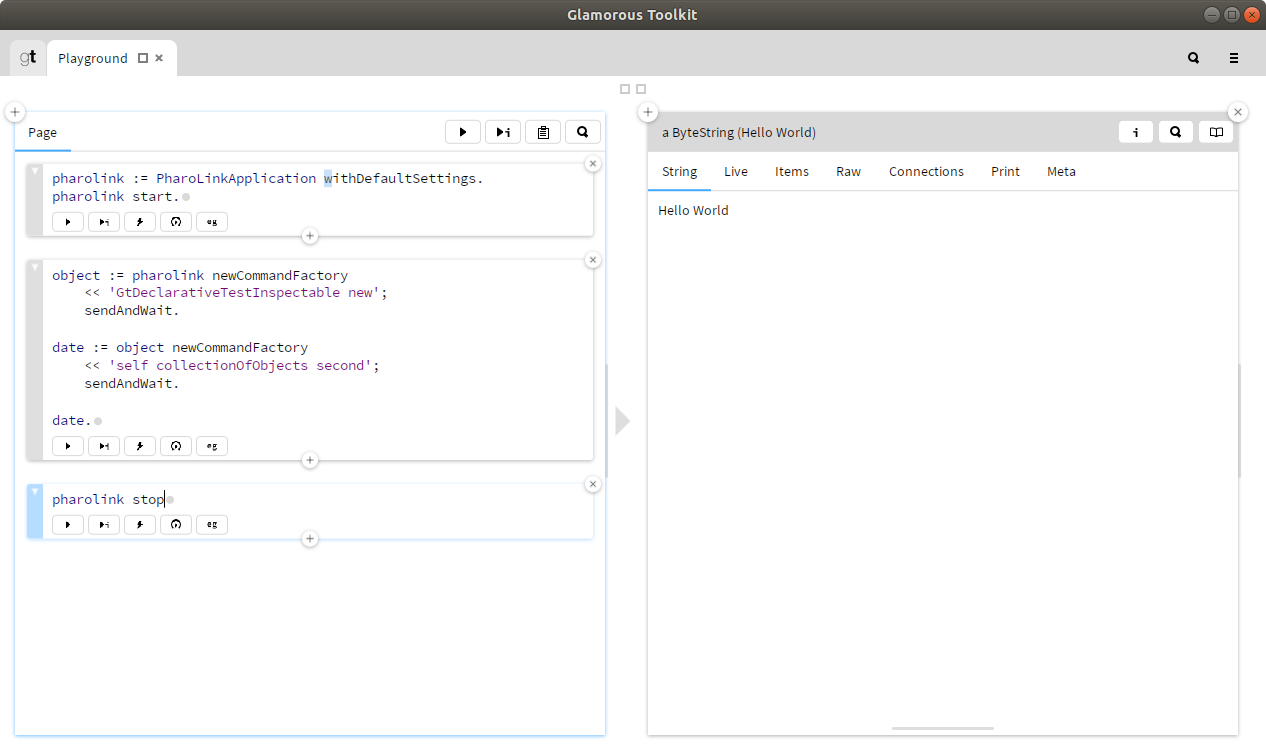 Glamorous Toolkit
gt
Playground
Page
i
pharolink := PharoLinkApplication withDefaultSettings.
pharolink start.
i
eg
object := pharolink newCommandFactory
<< 'GtDeclarativeTestInspectable new';
sendAndWait.
date := object newCommandFactory
<< 'self collectionOfObjects second';
sendAndWait.
date.
i
eg
pharolink stop
i
eg
a ByteString (Hello World)
i
String Live Items Raw Connections Print Meta
Hello World